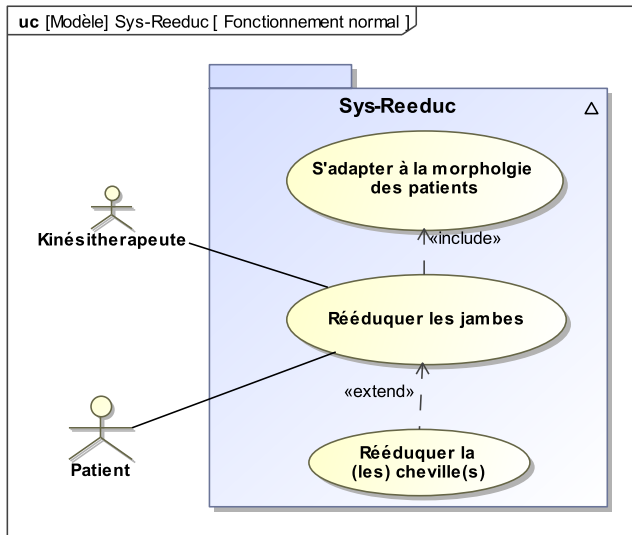 uc [Modèle] Sys-Reeduc [ Fonctionnement normal ]
Sys-Reeduc
S'adapter à la morpholgie
des patients
«include»
Kinésitherapeute
Rééduquer les jambes
«extend»
Patient
Rééduquer la
(les) cheville(s)